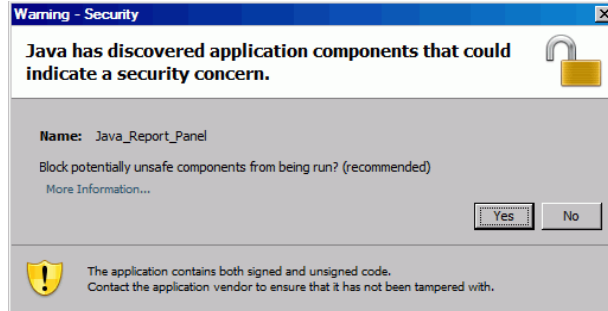 Warning - Security
Java has discovered application components that could
indicate a security concern.
Name: Java_Report_Panel
Block potentially unsafe components from being run? (recommended)
More Information...
Yes No
The application contains both signed and unsigned code.
Contact the application vendor to ensure that it has not been tampered with.